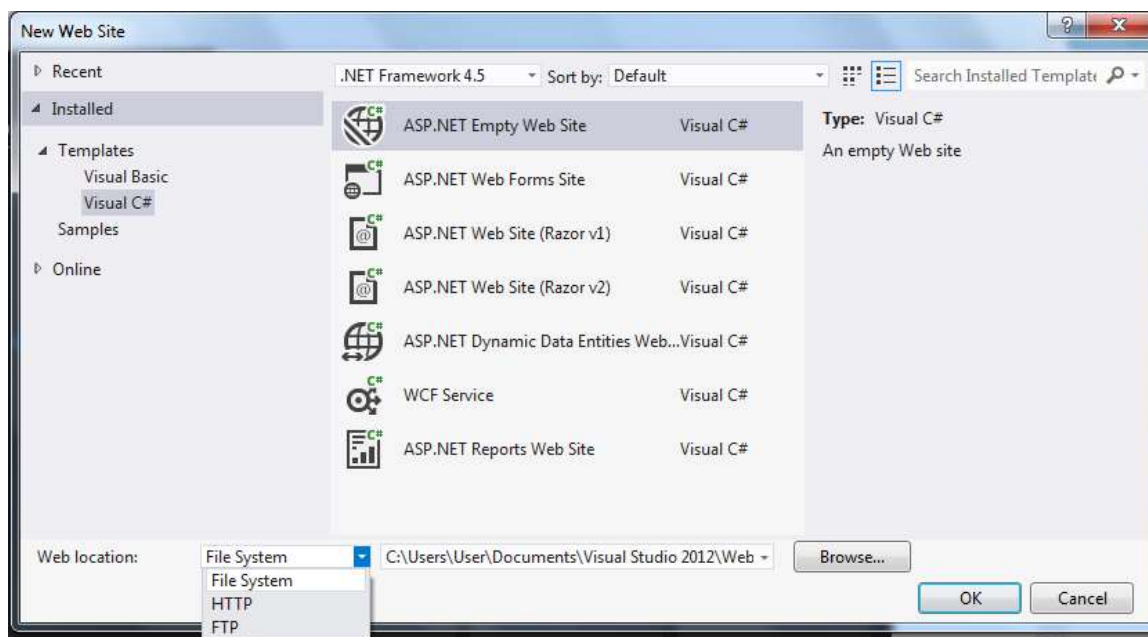 New Web Site
Recent
Installed
Templates
Visual Basic
Visual C#
Samples
Online
.NET Framework 4.5 Sort by: Default
Search Installed Templat
C# ASP.NET Empty Web Site Visual C#
C# ASP.NET Web Forms Site Visual C#
C# @ ASP.NET Web Site (Razor v1) Visual C#
C# @ ASP.NET Web Site (Razor v2) Visual C#
C# ASP.NET Dynamic Data Entities Web...Visual C#
C# WCF Service Visual C#
C# ASP.NET Reports Web Site Visual C#
Type: Visual C#
An empty Web site
Web location: File System C:\Users\User\Documents\Visual Studio 2012\Web Browse...
File System
HTTP
FTP
OK Cancel